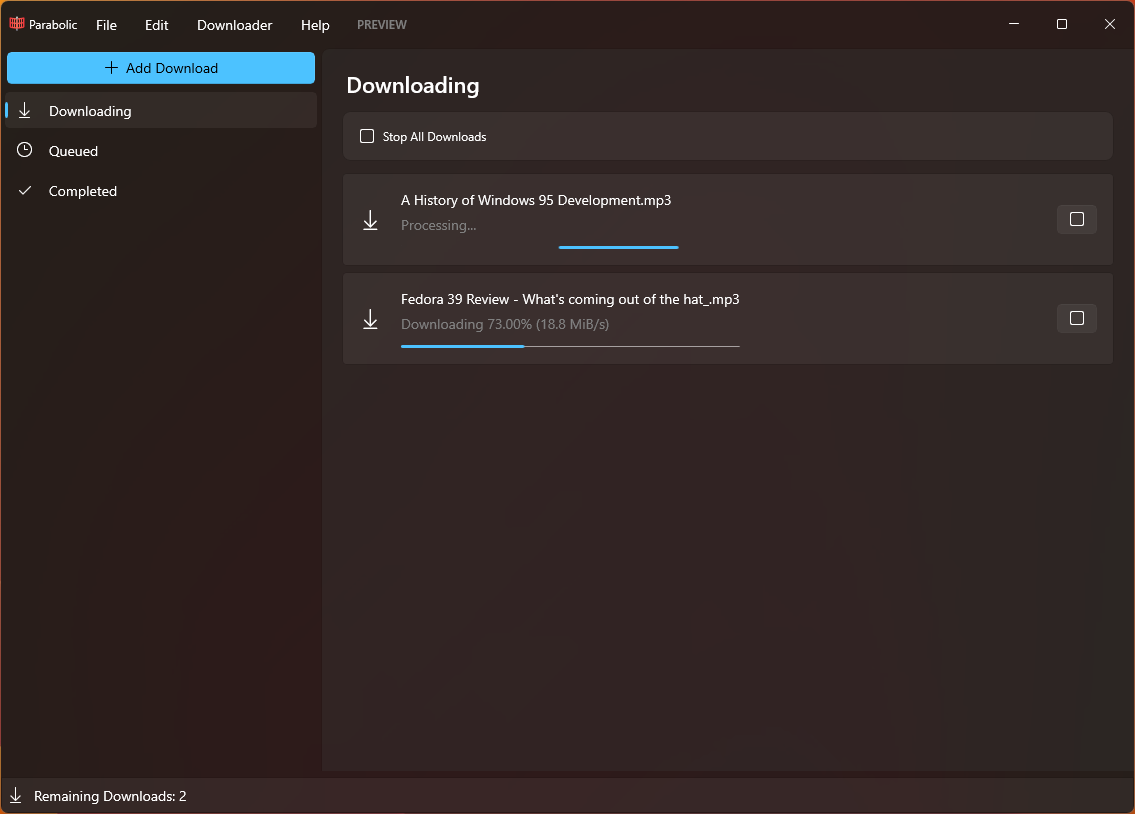 Parabolic File Edit Downloader Help PREVIEW
Add Download
Downloading
Queued
Completed
Downloading
Stop All Downloads
A History of Windows 95 Development.mp3
Processing...
Fedora 39 Review - What's coming out of the hat_.mp3
Downloading 73.00% (18.8 MiB/s)
Remaining Downloads: 2